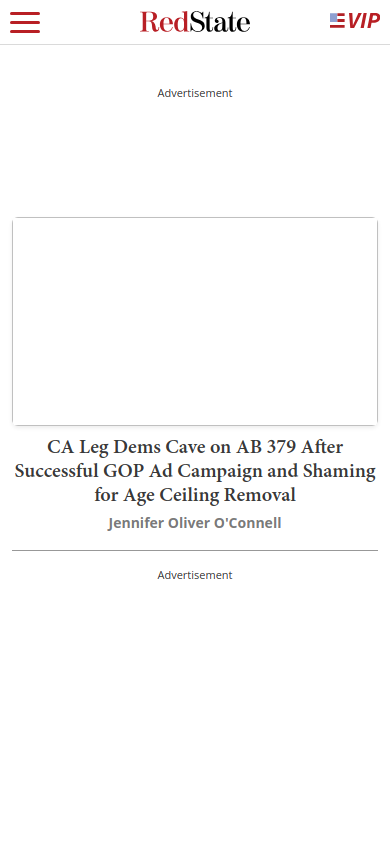 RedState
VIP
Advertisement
CA Leg Dems Cave on AB 379 After
Successful GOP Ad Campaign and Shaming
for Age Ceiling Removal
Jennifer Oliver O'Connell
Advertisement